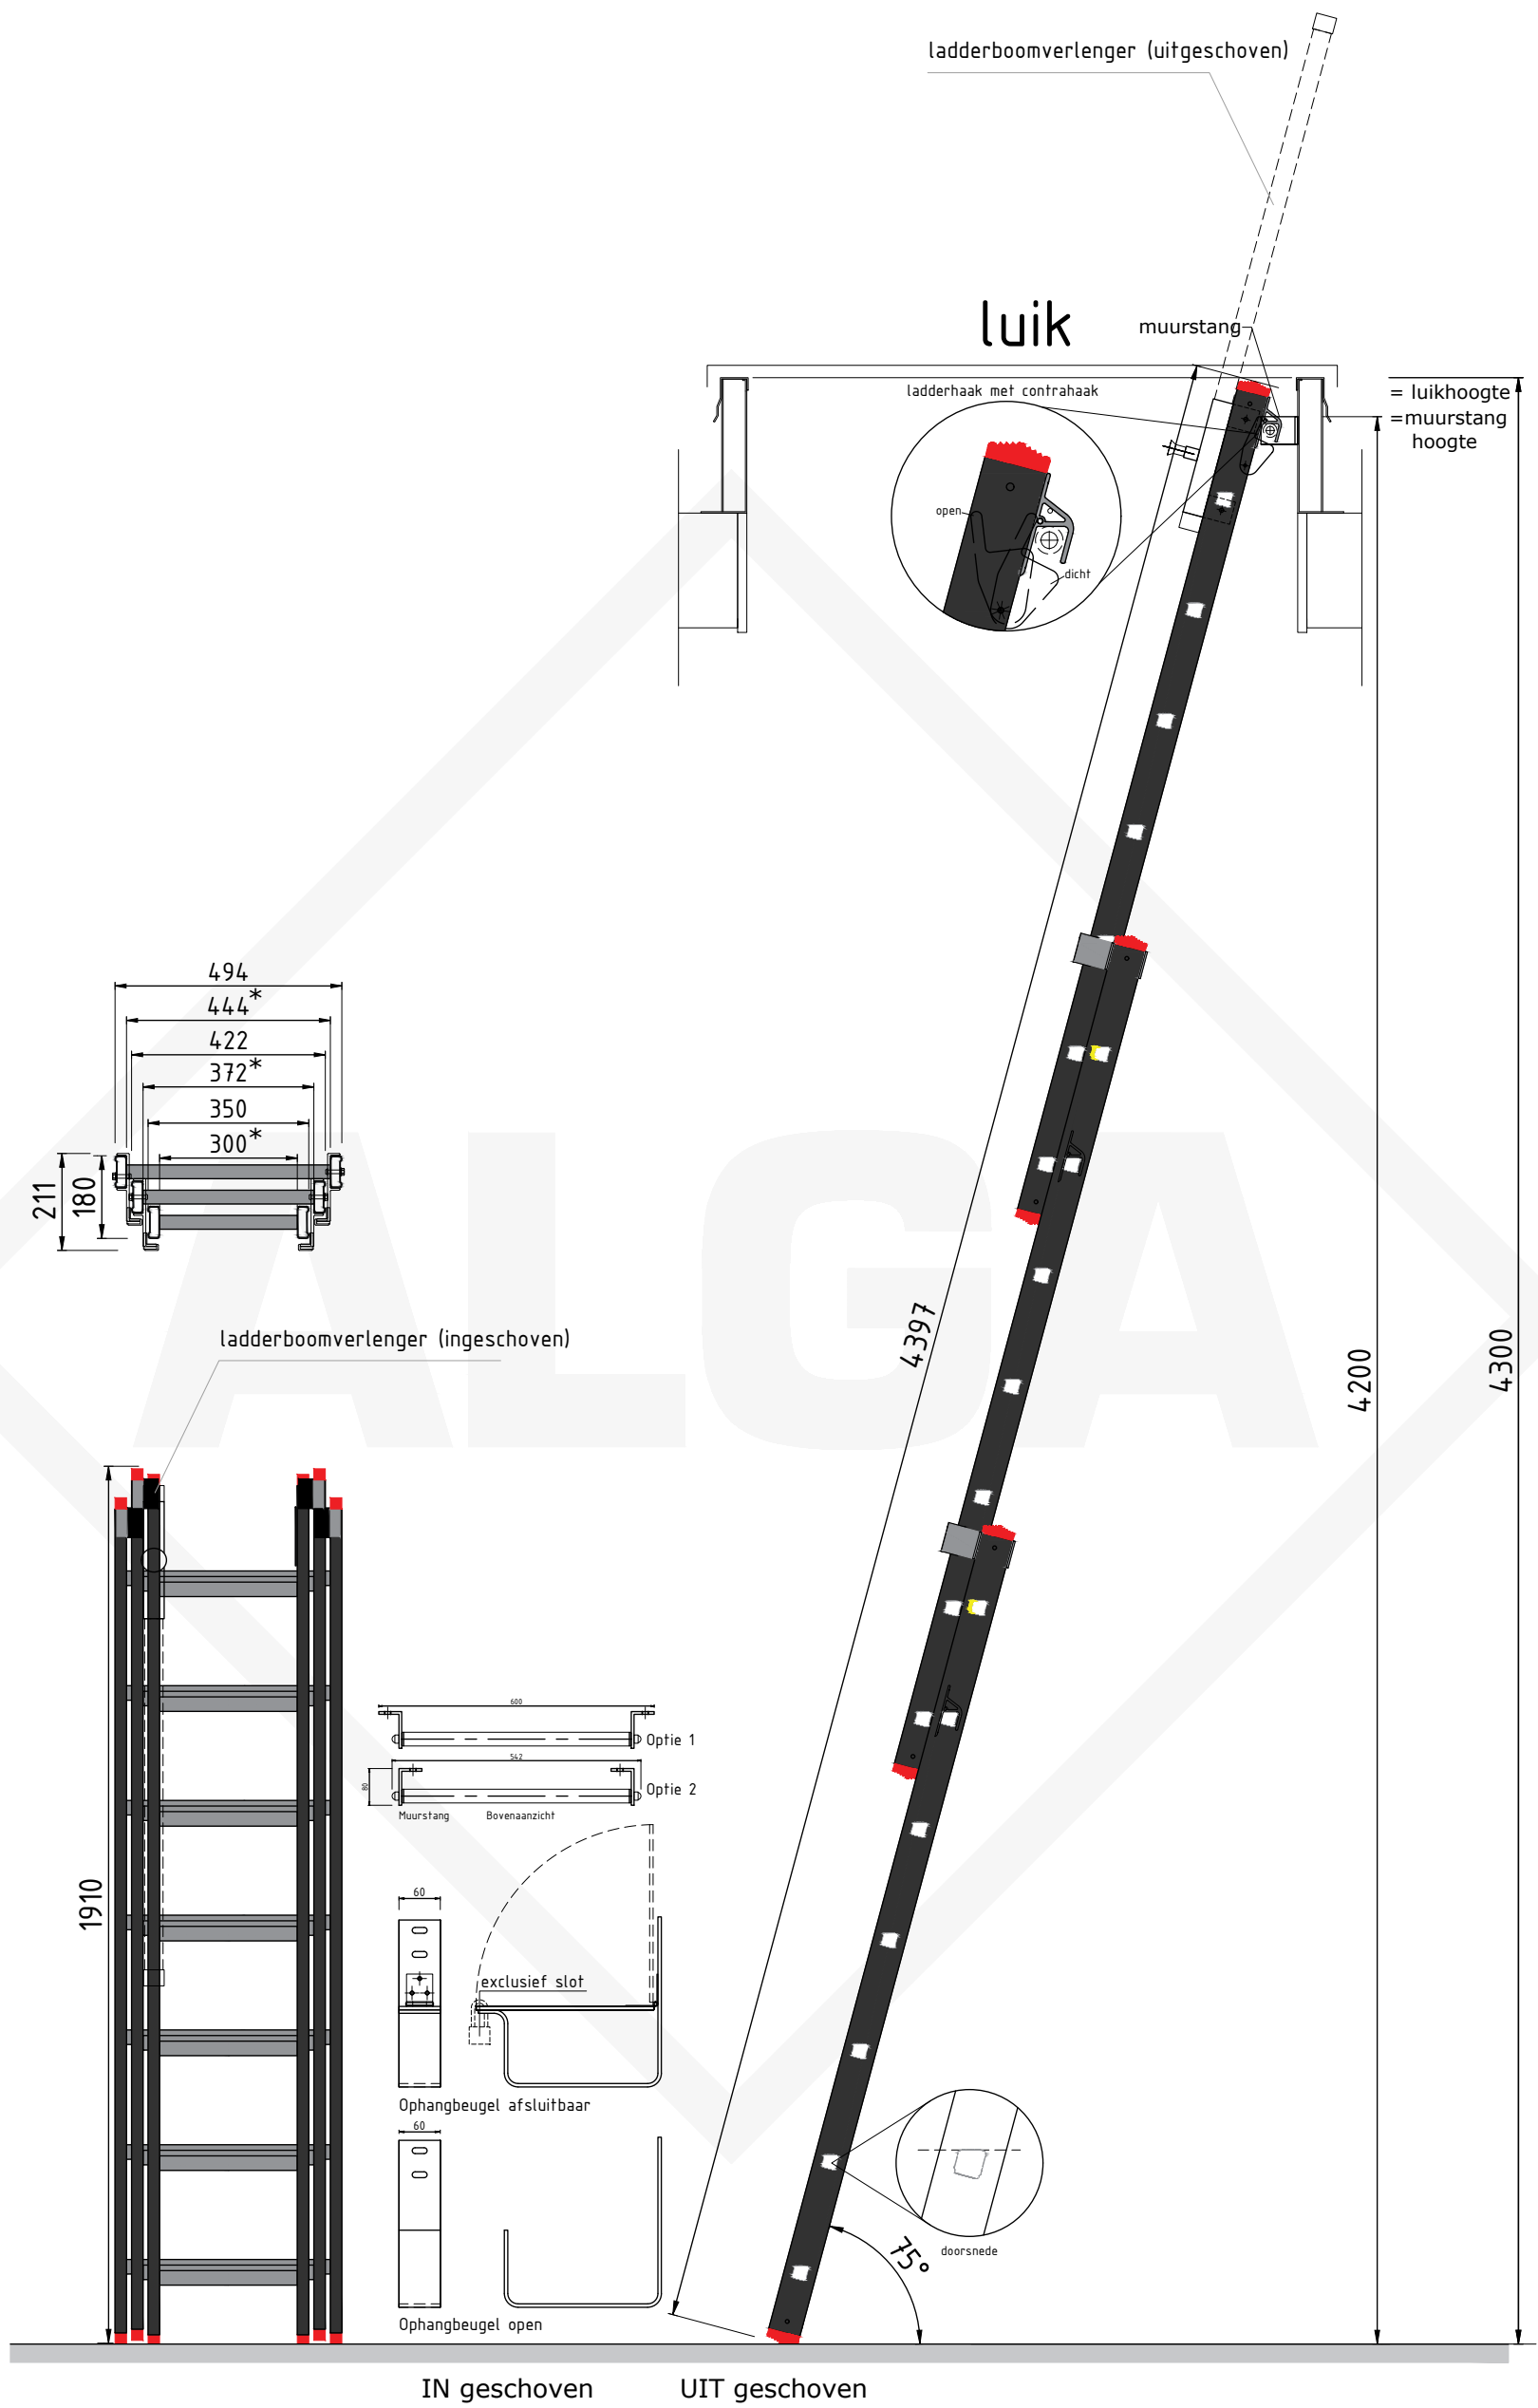 ladderboomverlenger (uitgeschoven)
luik
muurstang
ladderhaak met contrahaak
= luikhoogte
=muurstang
hoogte
open
dicht
494
444*
422
372*
350
300*
211
180
ALGA
4397
4200
4300
ladderboomverlenger (ingeschoven)
1910
600
Optie 1
542
80
Optie 2
Muurstang Bovenaanzicht
60
exclusief slot
Ophangbeugel afsluitbaar
60
doorsnede
75°
Ophangbeugel open
IN geschoven UIT geschoven